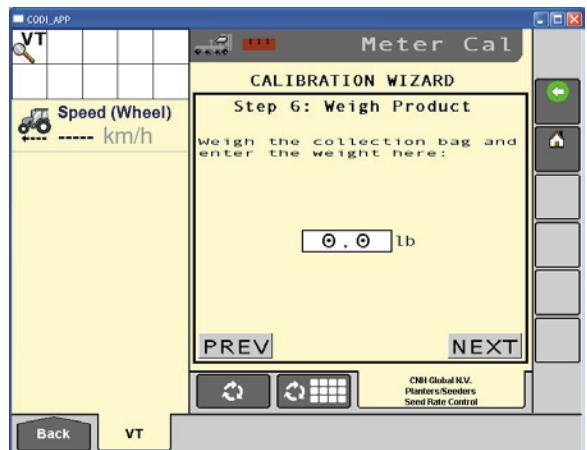 CODI_APP
VT
Speed (Wheel)
----- km/h
Meter Cal
CALIBRATION WIZARD
Step 6: Weigh Product
Weigh the collection bag and
enter the weight here:
0.0 lb
PREV
NEXT
CNH Global N.V.
Planters/Seeders
Seed Rate Control
Back
VT